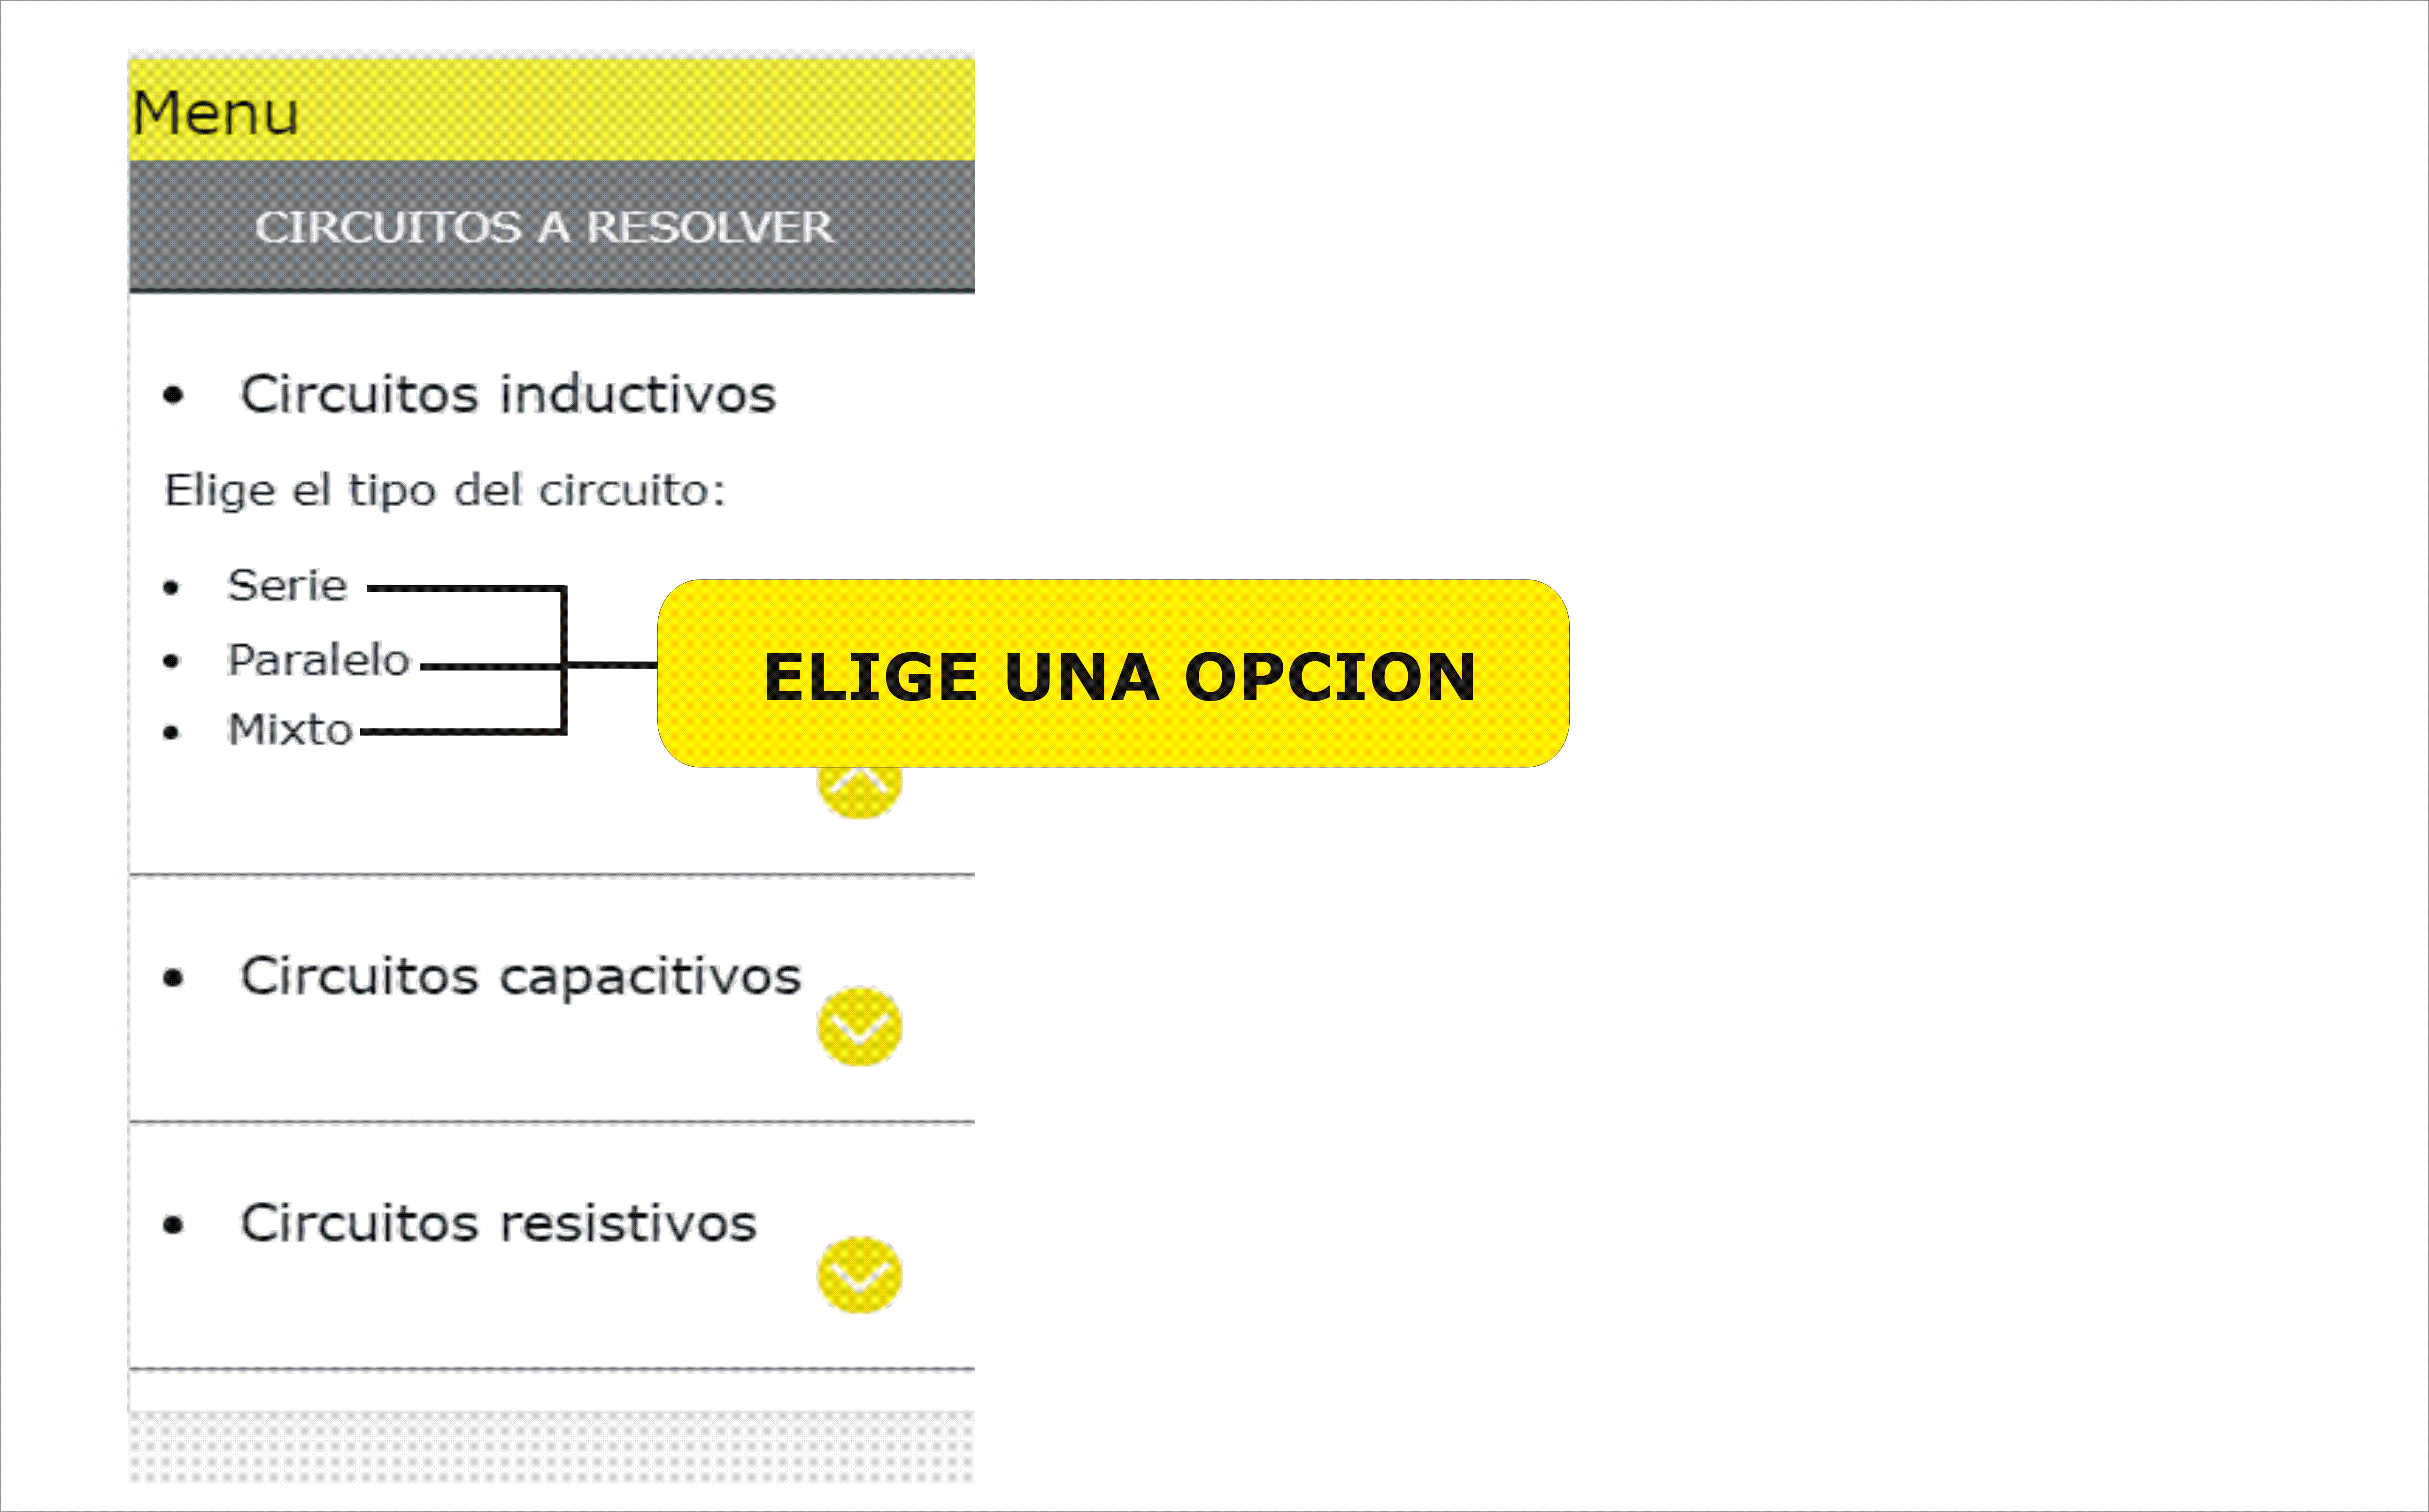 Menu
CIRCUITOS A RESOLVER
• Circuitos inductivos
Elige el tipo del circuito:
• Serie
• Paralelo
• Mixto
ELIGE UNA OPCION
• Circuitos capacitivos
• Circuitos resistivos